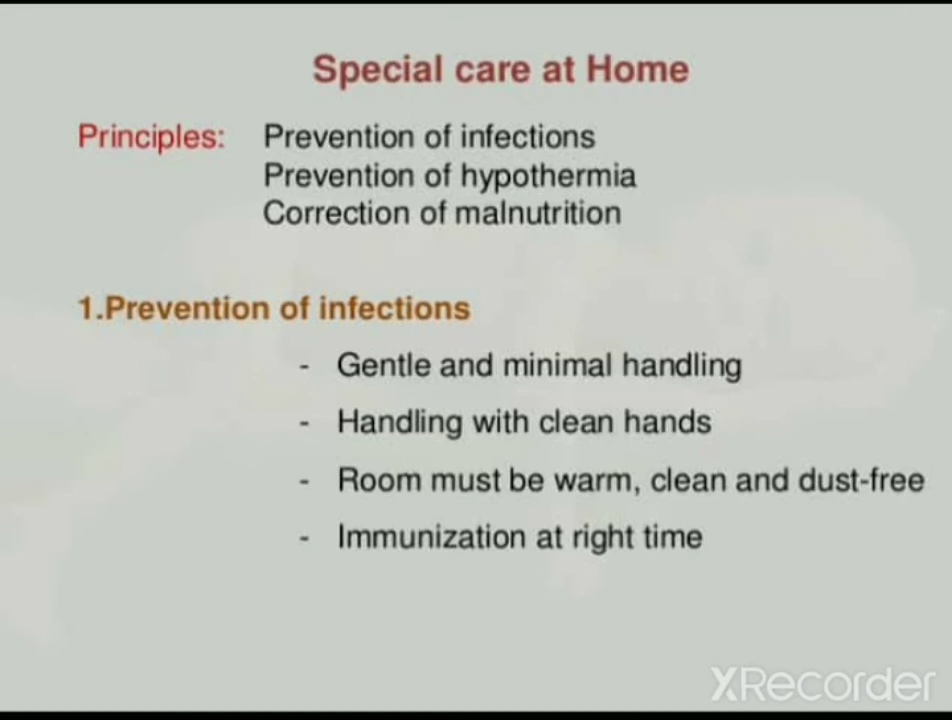 Special care at Home
Principles: Prevention of infections
Prevention of hypothermia
Correction of malnutrition
1.Prevention of infections
- Gentle and minimal handling
- Handling with clean hands
- Room must be warm, clean and dust-free
- Immunization at right time
XRecorder